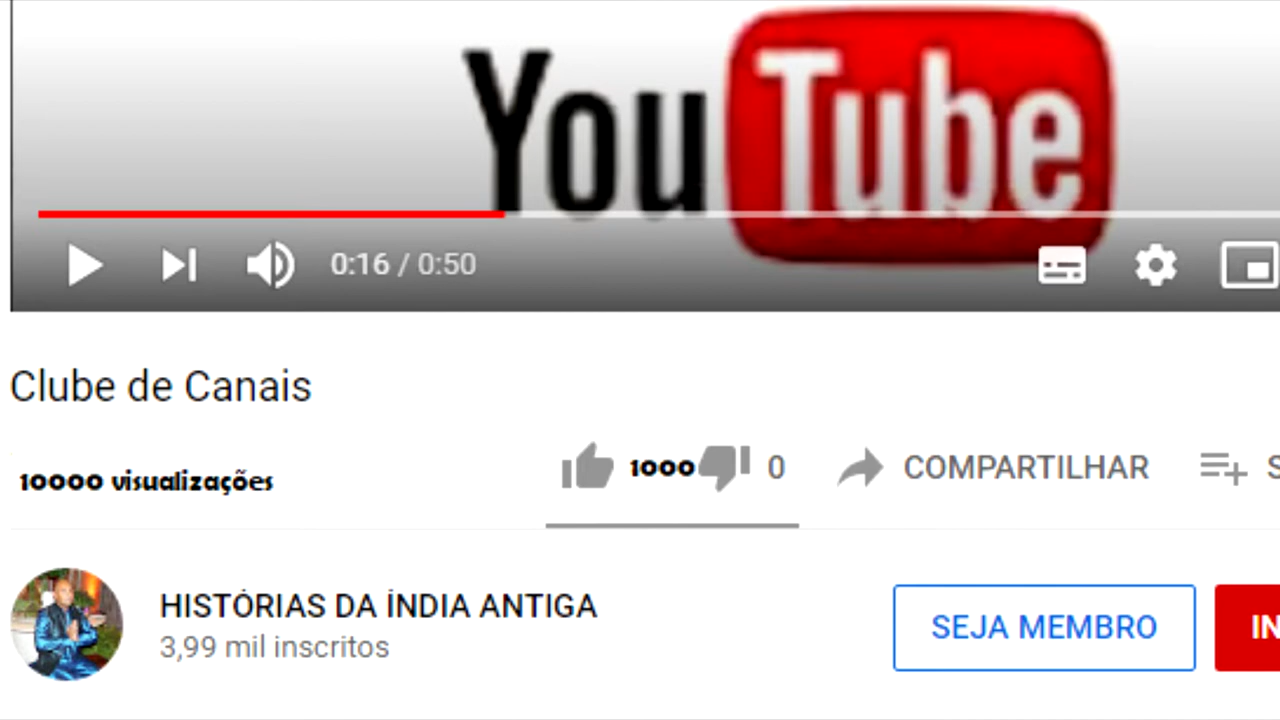 YouTube
0:16 / 0:50
Clube de Canais
10000 visualizações
1000 0 COMPARTILHAR S
HISTÓRIAS DA ÍNDIA ANTIGA
3,99 mil inscritos
SEJA MEMBRO IN